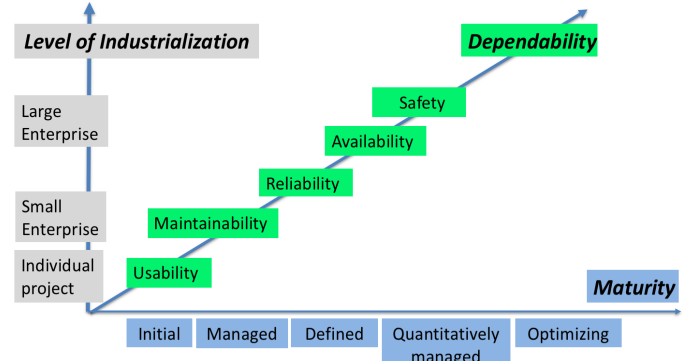 Level of Industrialization
Dependability
Large
Enterprise
Safety
Availability
Reliability
Small
Enterprise
Maintainability
Individual
project
Usability
Maturity
Initial
Managed
Defined
Quantitatively
managed
Optimizing